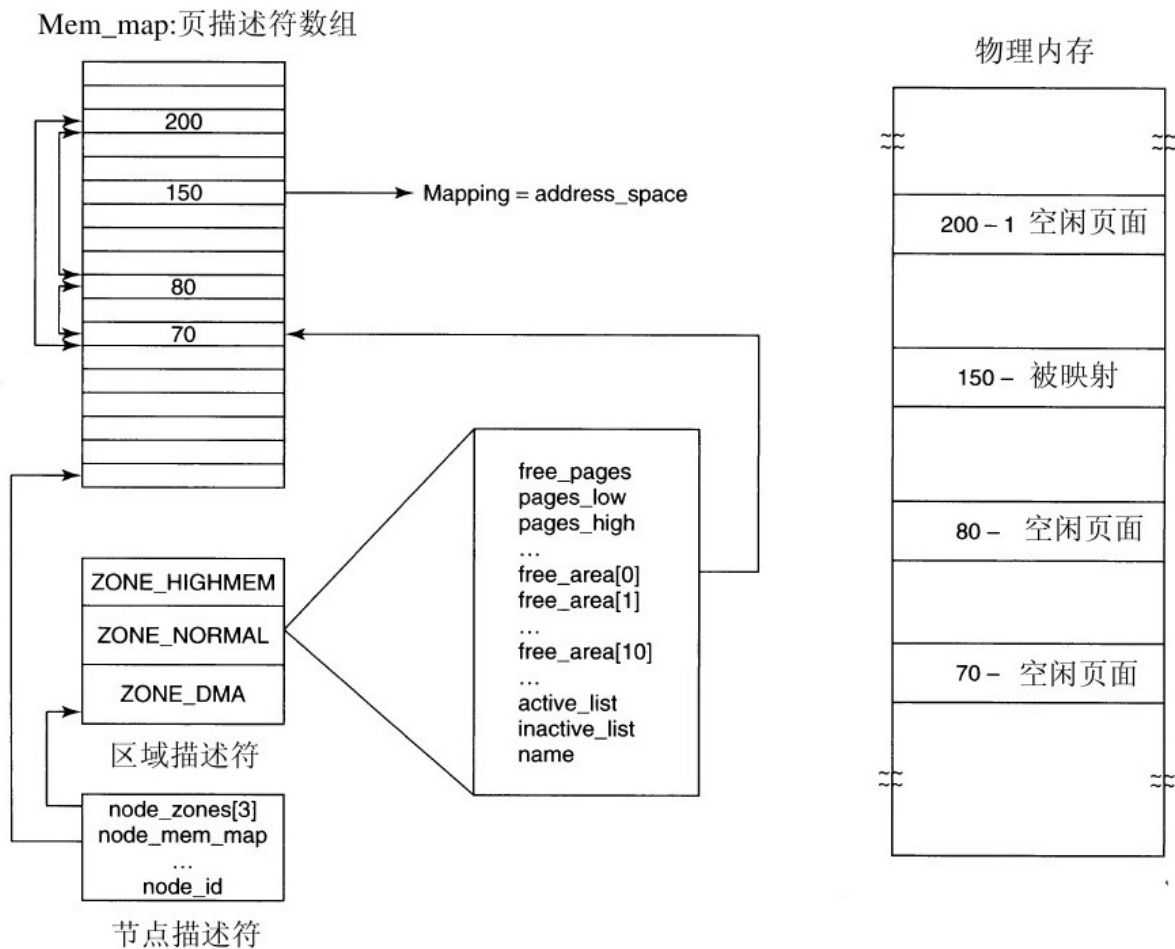 Mem_map:页描述符数组
200
150
Mapping = address_space
80
70
free_pages
pages_low
pages_high
…
free_area[0]
free_area[1]
…
free_area[10]
…
active_list
inactive_list
name
ZONE_HIGHMEM
ZONE_NORMAL
ZONE_DMA
区域描述符
node_zones[3]
node_mem_map
…
node_id
节点描述符
物理内存
200 – 1 空闲页面
150 – 被映射
80 – 空闲页面
70 – 空闲页面